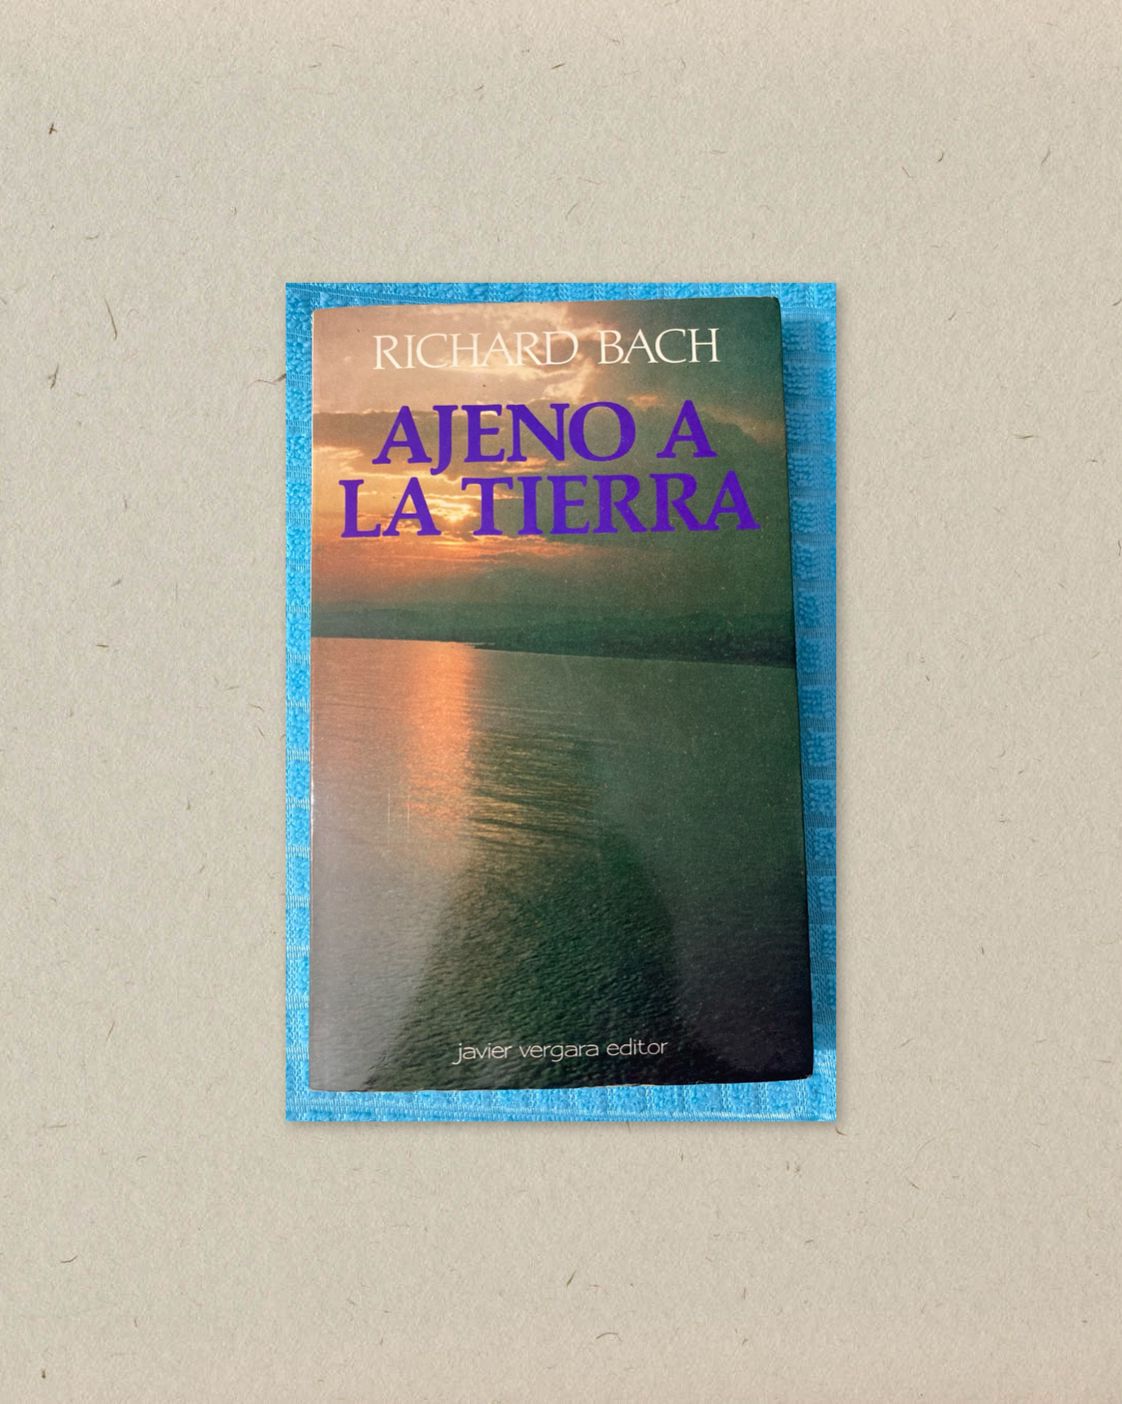 RICHARD BACH
AJENO A
LA TIERRA
javier vergara editor